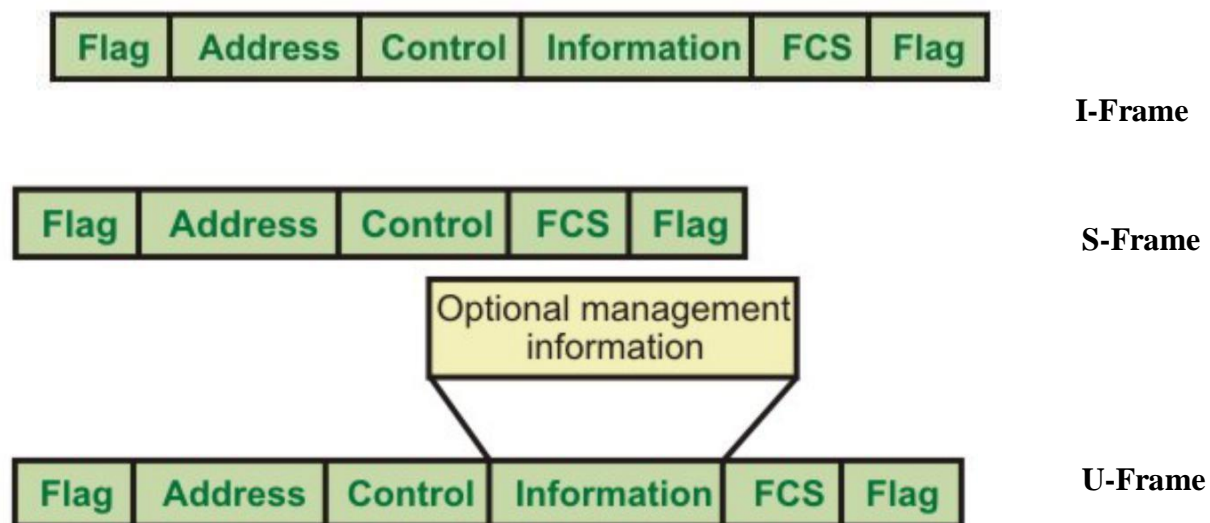 Flag Address Control Information FCS Flag
I-Frame
Flag Address Control FCS Flag
S-Frame
Optional management
information
Flag Address Control Information FCS Flag
U-Frame